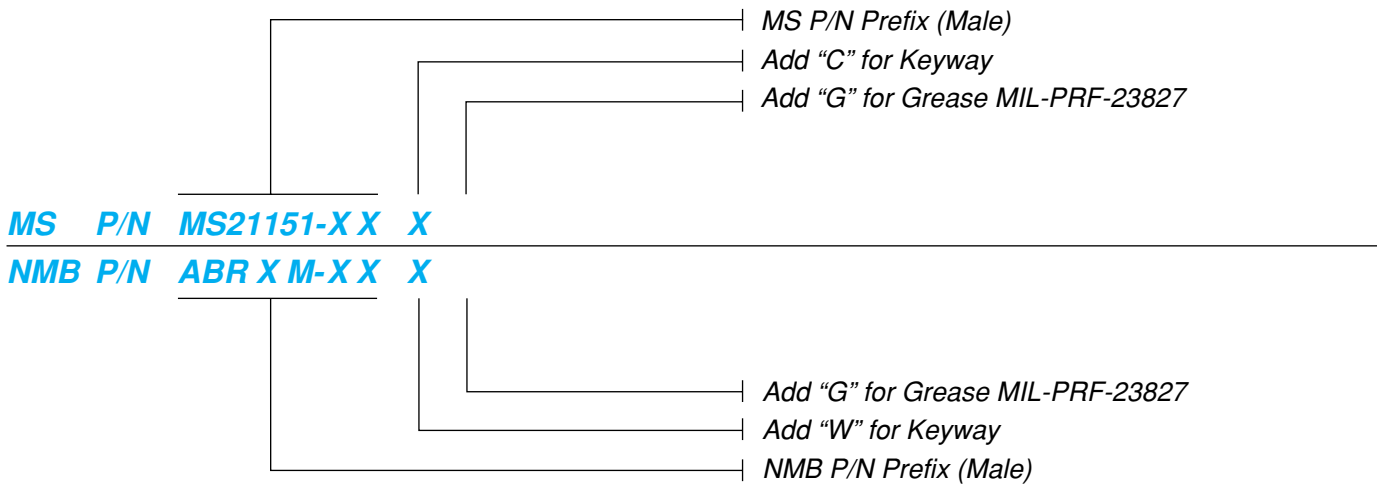 MS P/N Prefix (Male)
Add “C” for Keyway
Add “G” for Grease MIL-PRF-23827
MS P/N MS21151-X X X
NMB P/N ABR X M-X X X
Add “G” for Grease MIL-PRF-23827
Add “W” for Keyway
NMB P/N Prefix (Male)